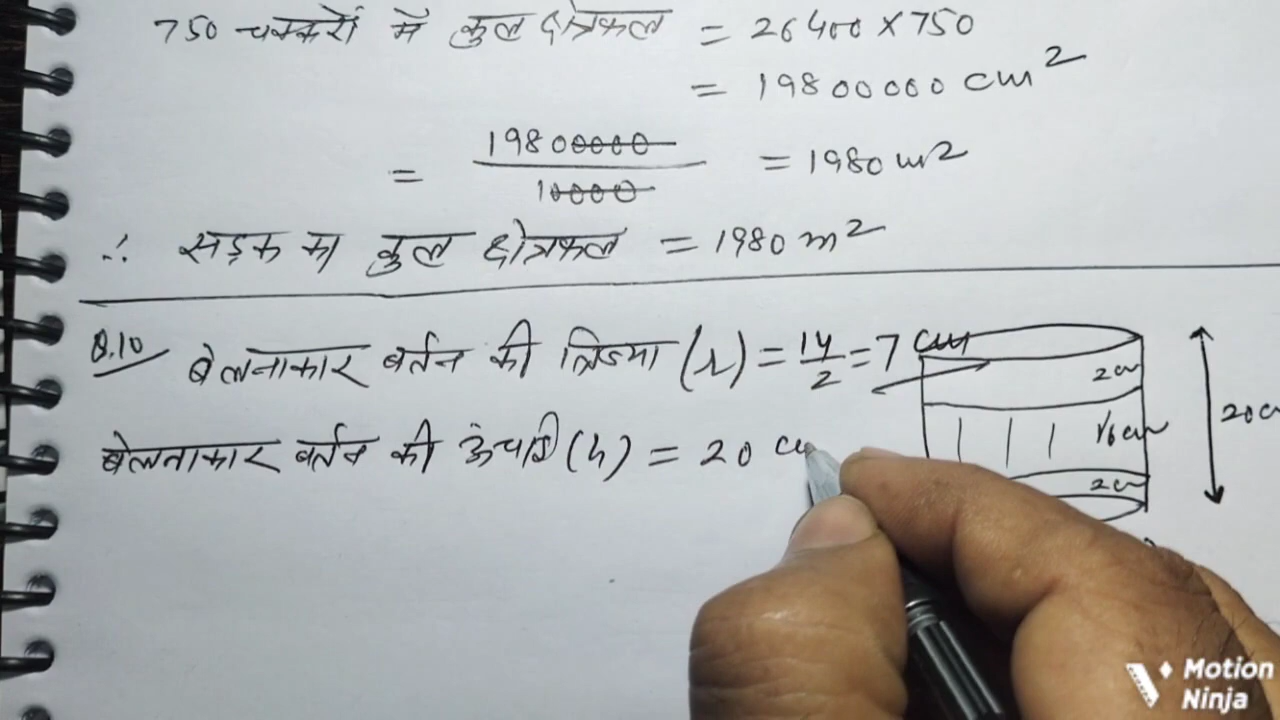 750 चक्करों में कुल क्षेत्रफल = 26400 x 750
= 19800000 cm²
= 19800000 / 10000 = 1980 m²
∴ सड़क का कुल क्षेत्रफल = 1980 m²
Q.10 बेलनाकार बर्तन की त्रिज्या (r) = 14/2 = 7 cm
बेलनाकार बर्तन की ऊंचाई (h) = 20 cm
2cm
16cm
2cm
20cm
Motion
Ninja